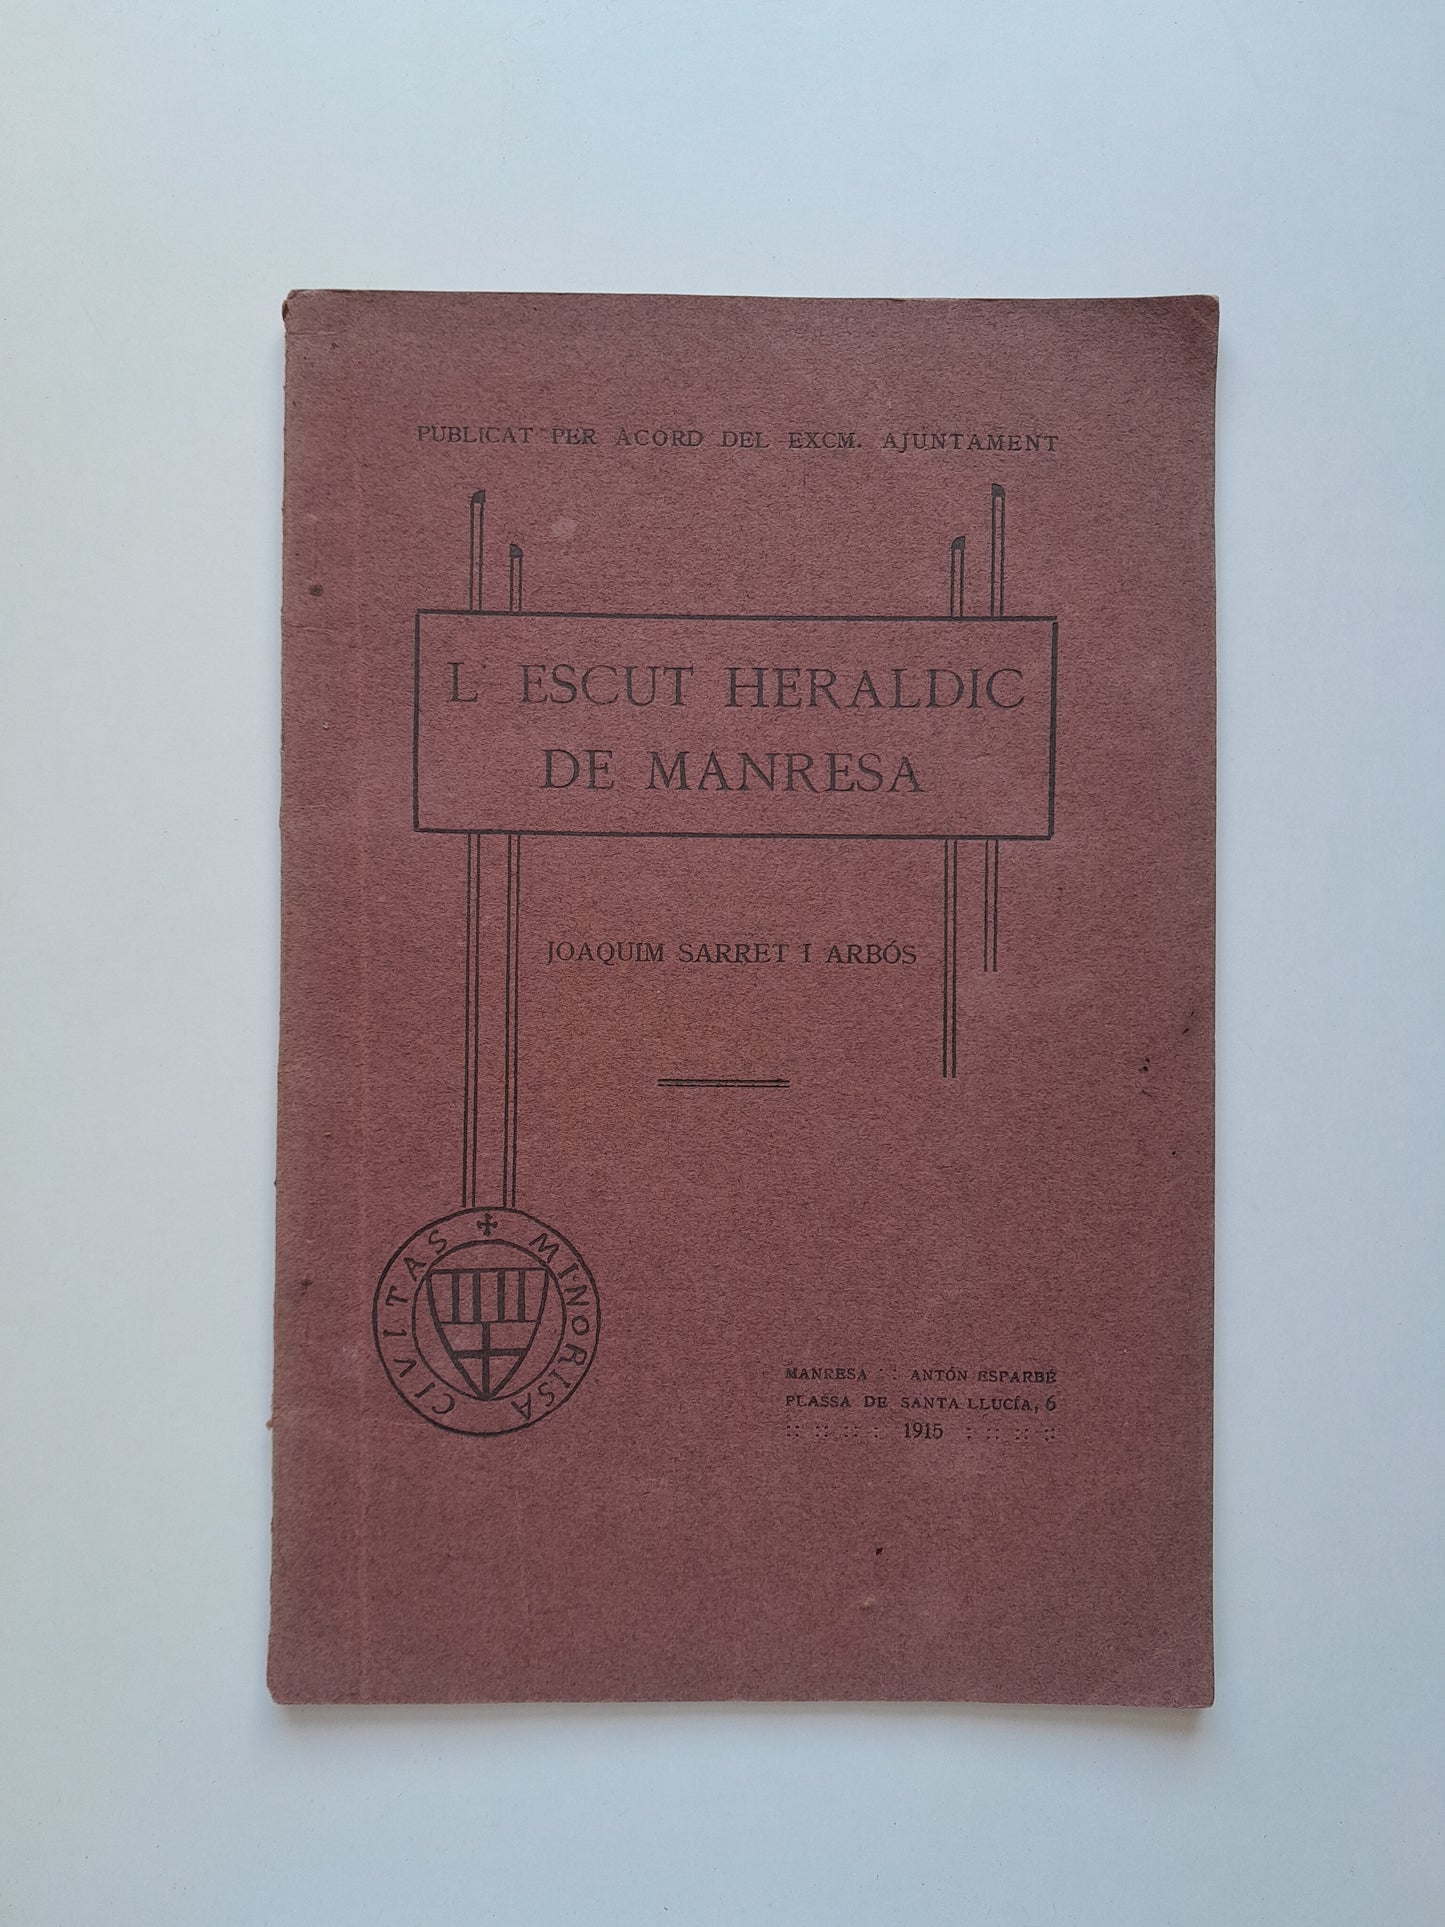 PUBLICAT PER ACORD DEL EXCM. AJUNTAMENT
L' ESCUT HERALDIC
DE MANRESA
JOAQUIM SARRET I ARBÓS
CIVITAS ✠ MINORISA
MANRESA :: ANTÓN ESPARBÉ
PLASSA DE SANTA LLUCÍA, 6
:: :: :: : 1915 : :: :: ::